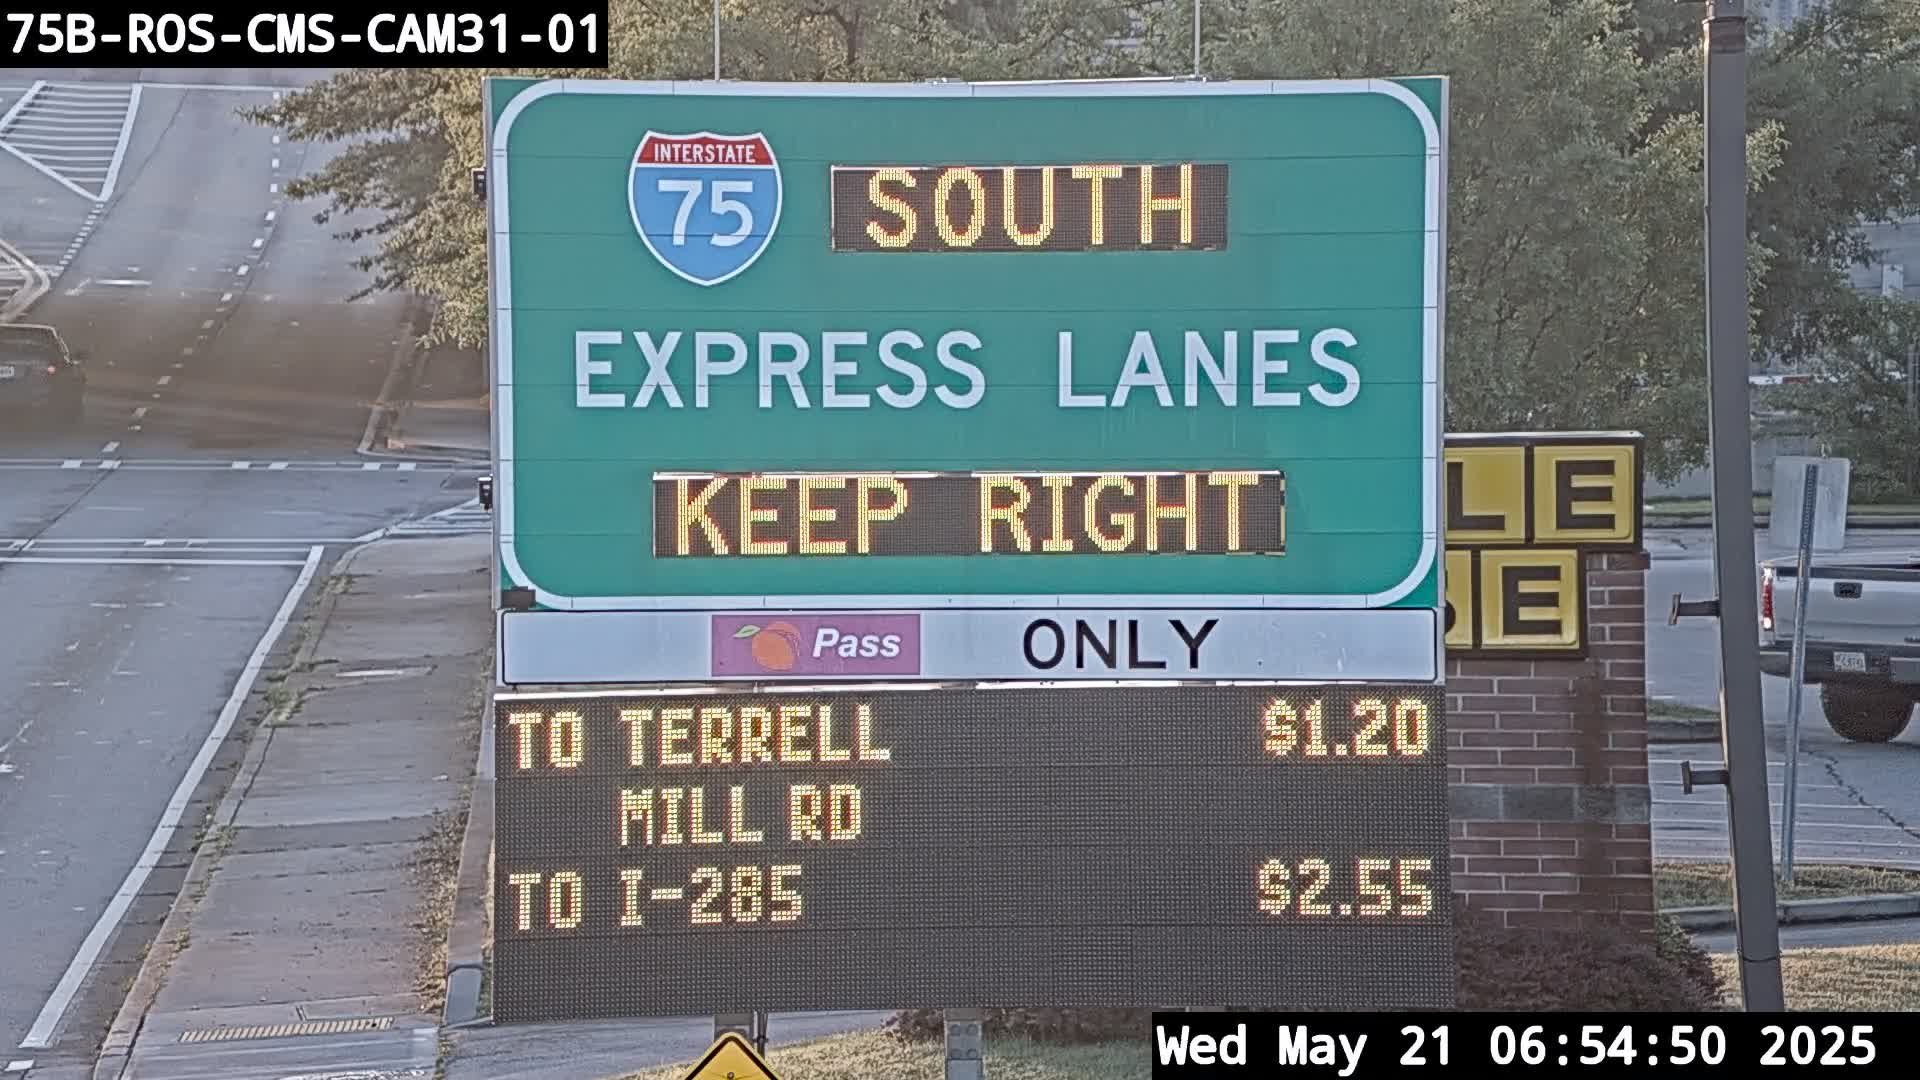 75B-ROS-CMS-CAM31-01
INTERSTATE
75
SOUTH
EXPRESS LANES
KEEP RIGHT
Pass
ONLY
TO TERRELL $1.20
MILL RD
TO I-285 $2.55
LE
E
Wed May 21 06:54:50 2025